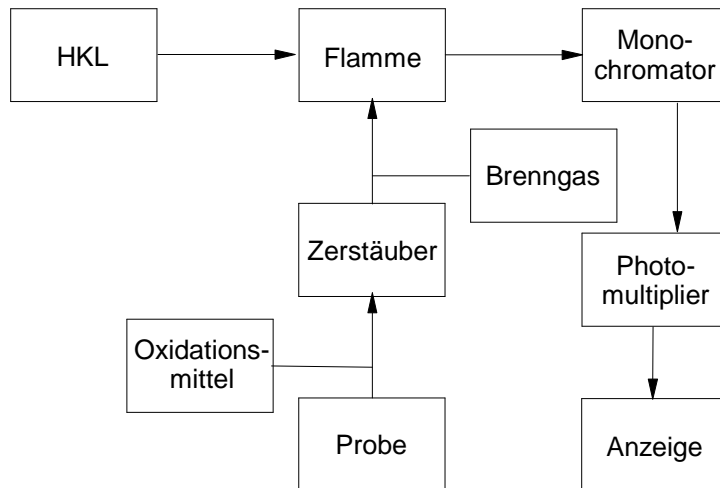 HKL
Flamme
Mono-
chromator
Brenngas
Zerstäuber
Photo-
multiplier
Oxidations-
mittel
Probe
Anzeige